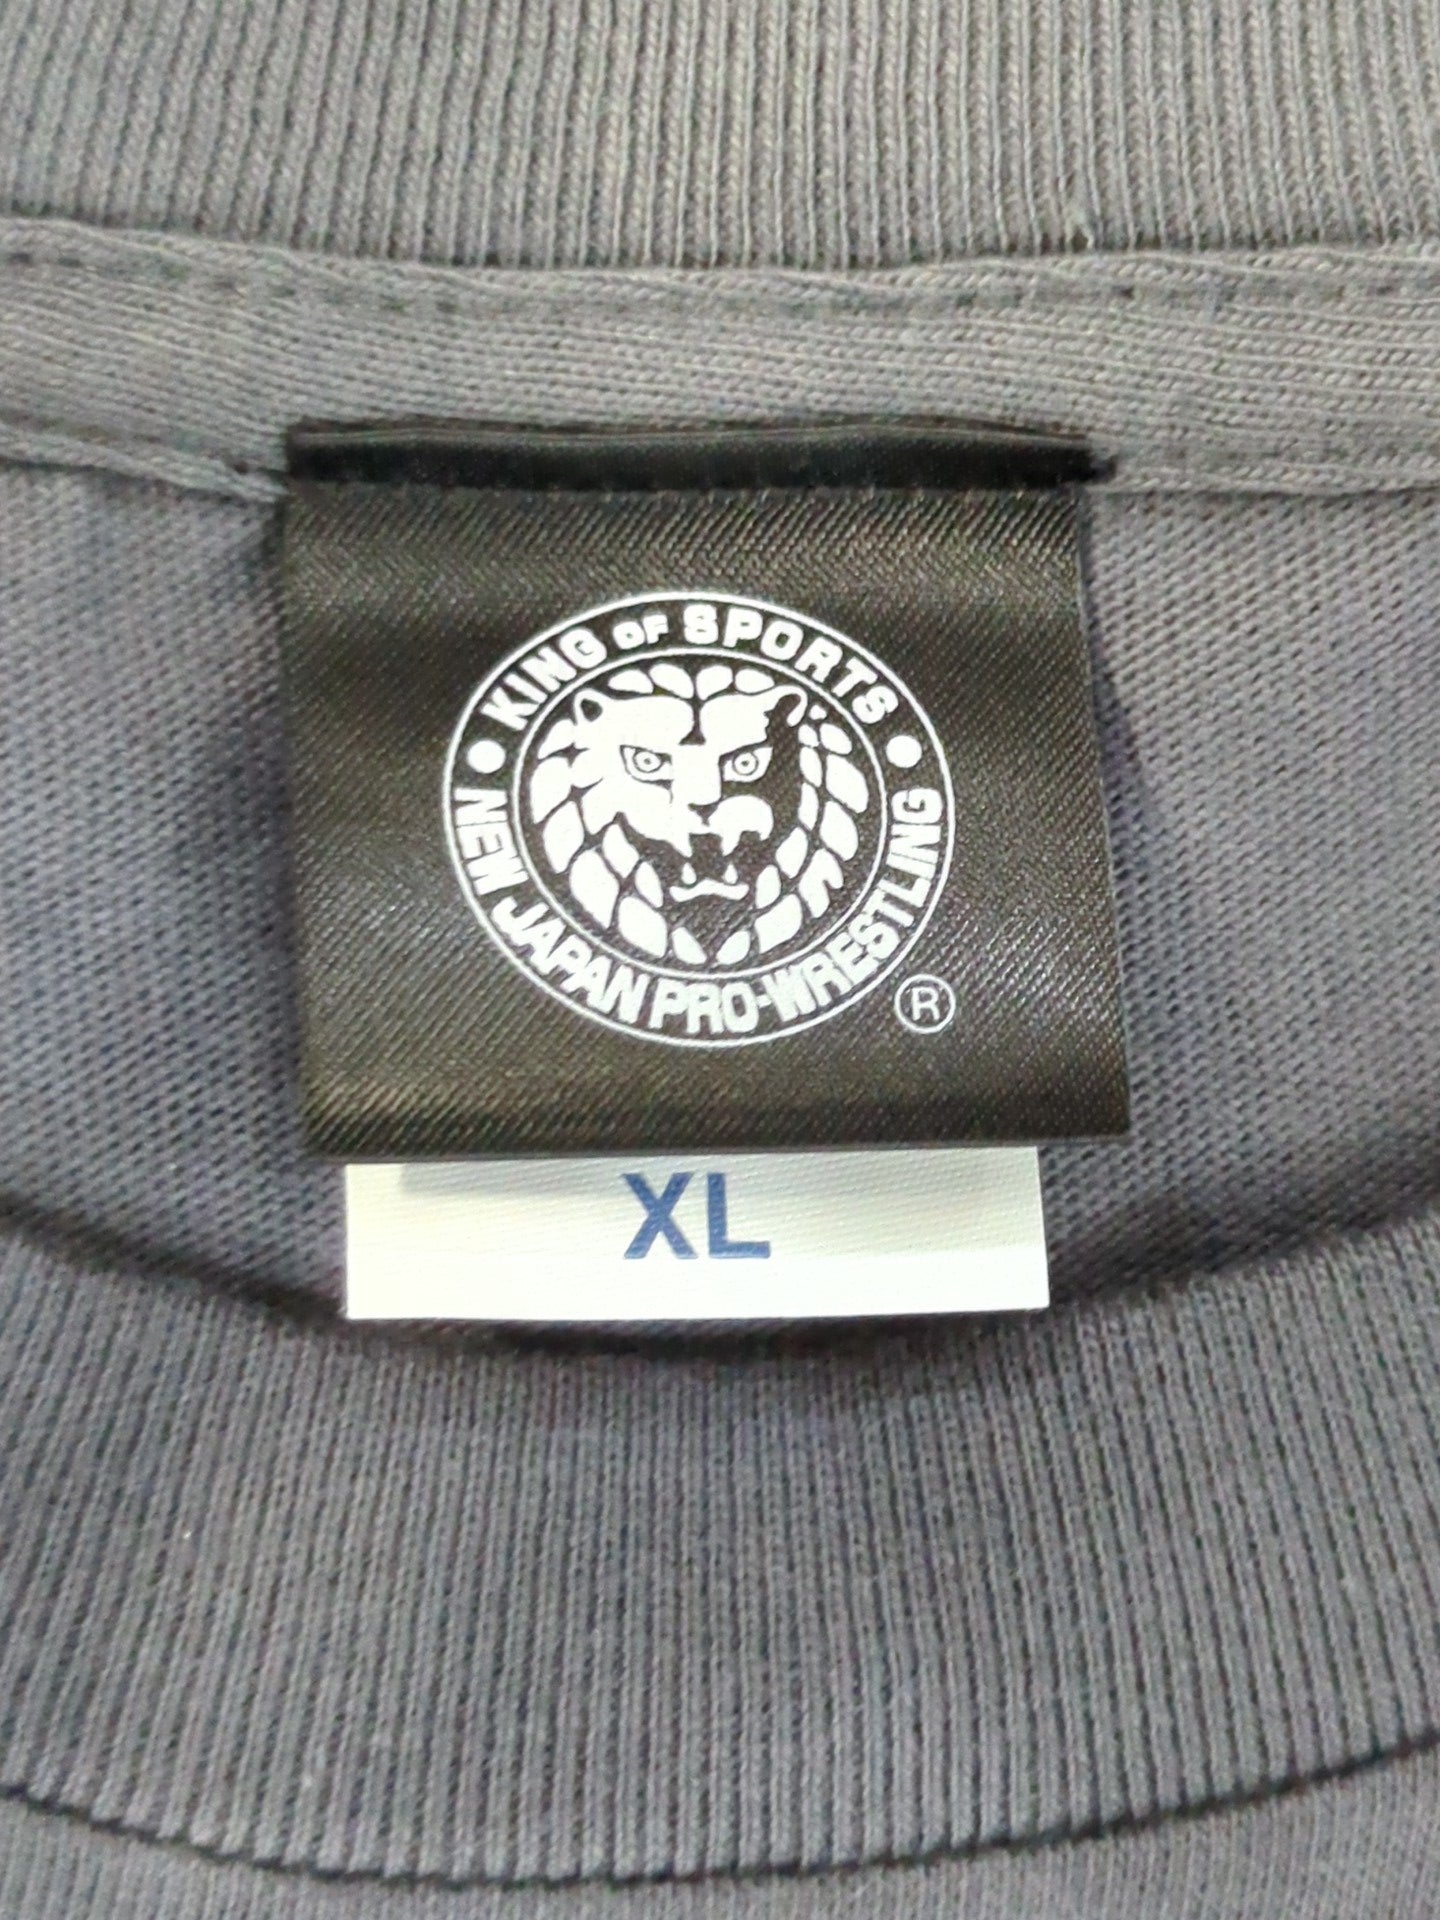 KING OF SPORTS
NEW JAPAN PRO-WRESTLING
®
XL